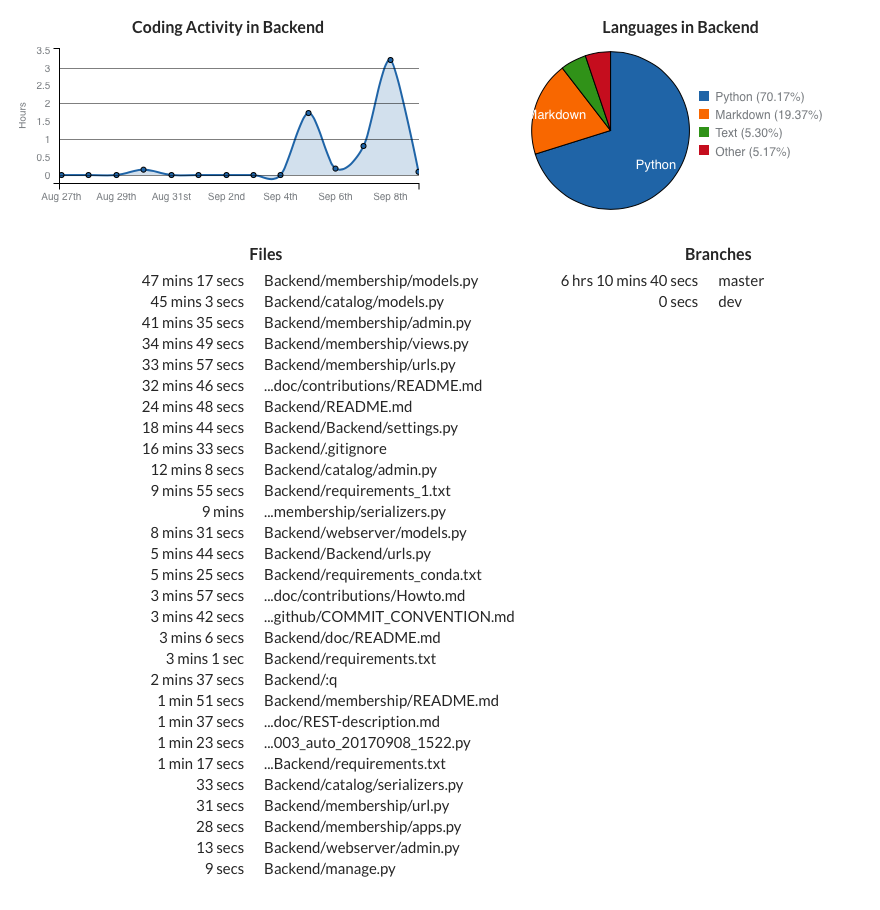 Coding Activity in Backend
Hours
3.5
3
2.5
2
1.5
1
0.5
0
Aug 27th Aug 29th Aug 31st Sep 2nd Sep 4th Sep 6th Sep 8th
Languages in Backend
Markdown
Python
Python (70.17%)
Markdown (19.37%)
Text (5.30%)
Other (5.17%)
Files
47 mins 17 secs Backend/membership/models.py
45 mins 3 secs Backend/catalog/models.py
41 mins 35 secs Backend/membership/admin.py
34 mins 49 secs Backend/membership/views.py
33 mins 57 secs Backend/membership/urls.py
32 mins 46 secs ...doc/contributions/README.md
24 mins 48 secs Backend/README.md
18 mins 44 secs Backend/Backend/settings.py
16 mins 33 secs Backend/.gitignore
12 mins 8 secs Backend/catalog/admin.py
9 mins 55 secs Backend/requirements_1.txt
9 mins ...membership/serializers.py
8 mins 31 secs Backend/webserver/models.py
5 mins 44 secs Backend/Backend/urls.py
5 mins 25 secs Backend/requirements_conda.txt
3 mins 57 secs ...doc/contributions/Howto.md
3 mins 42 secs ...github/COMMIT_CONVENTION.md
3 mins 6 secs Backend/doc/README.md
3 mins 1 sec Backend/requirements.txt
2 mins 37 secs Backend/:q
1 min 51 secs Backend/membership/README.md
1 min 37 secs ...doc/REST-description.md
1 min 23 secs ...003_auto_20170908_1522.py
1 min 17 secs ...Backend/requirements.txt
33 secs Backend/catalog/serializers.py
31 secs Backend/membership/url.py
28 secs Backend/membership/apps.py
13 secs Backend/webserver/admin.py
9 secs Backend/manage.py
Branches
6 hrs 10 mins 40 secs master
0 secs dev